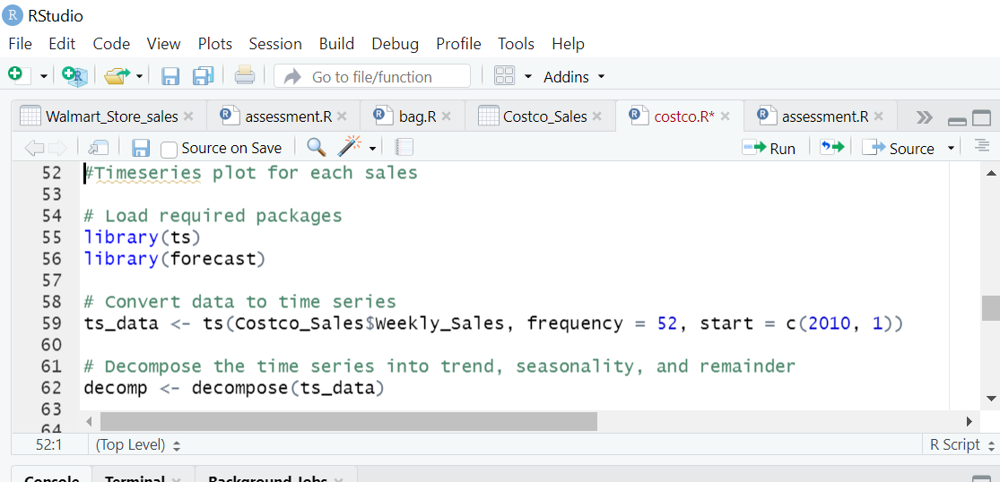 R RStudio
File Edit Code View Plots Session Build Debug Profile Tools Help
R Go to file/function Addins
Walmart_Store_sales R assessment.R R bag.R Costco_Sales R costco.R* R assessment.R
Source on Save Run Source
52 #Timeseries plot for each sales
53
54 # Load required packages
55 library(ts)
56 library(forecast)
57
58 # Convert data to time series
59 ts_data <- ts(Costco_Sales$Weekly_Sales, frequency = 52, start = c(2010, 1))
60
61 # Decompose the time series into trend, seasonality, and remainder
62 decomp <- decompose(ts_data)
63
64
52:1 (Top Level) R Script
Console Terminal Background Jobs